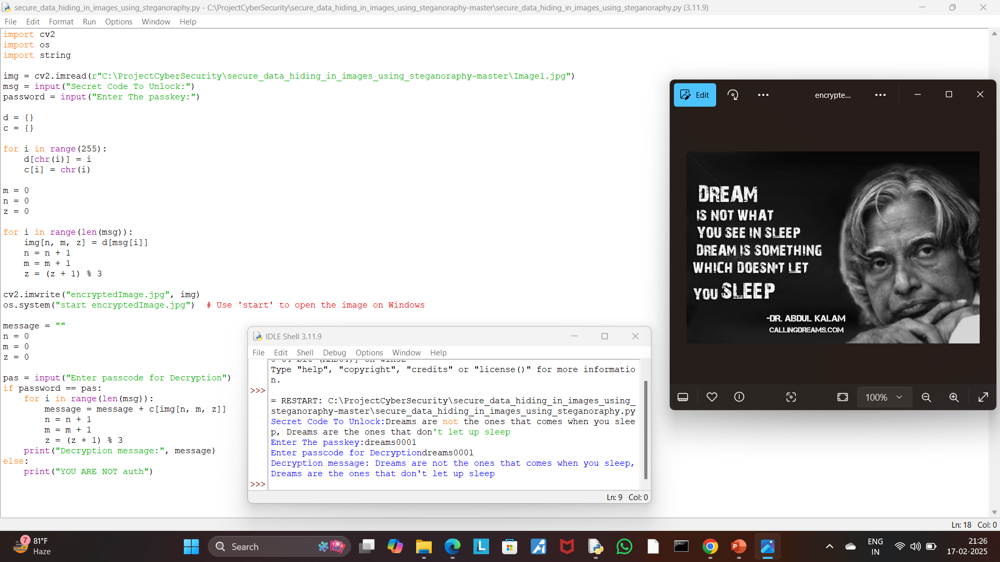 secure_data_hiding_in_images_using_steganoraphy.py - C:\ProjectCyberSecurity\secure_data_hiding_in_images_using_steganoraphy-master\secure_data_hiding_in_images_using_steganoraphy.py (3.11.9)
File Edit Format Run Options Window Help
import cv2
import os
import string
img = cv2.imread(r"C:\ProjectCyberSecurity\secure_data_hiding_in_images_using_steganoraphy-master\Image1.jpg")
msg = input("Secret Code To Unlock:")
password = input("Enter The passkey:")
d = {}
c = {}
for i in range(255):
    d[chr(i)] = i
    c[i] = chr(i)
m = 0
n = 0
z = 0
for i in range(len(msg)):
    img[n, m, z] = d[msg[i]]
    n = n + 1
    m = m + 1
    z = (z + 1) % 3
cv2.imwrite("encryptedImage.jpg", img)
os.system("start encryptedImage.jpg")  # Use 'start' to open the image on Windows
message = ""
n = 0
m = 0
z = 0
pas = input("Enter passcode for Decryption")
if password == pas:
    for i in range(len(msg)):
        message = message + c[img[n, m, z]]
        n = n + 1
        m = m + 1
        z = (z + 1) % 3
    print("Decryption message:", message)
else:
    print("YOU ARE NOT auth")
Ln: 18 Col: 0
IDLE Shell 3.11.9
File Edit Shell Debug Options Window Help
Type "help", "copyright", "credits" or "license()" for more informatio
n.
>>>
= RESTART: C:\ProjectCyberSecurity\secure_data_hiding_in_images_using_
steganoraphy-master\secure_data_hiding_in_images_using_steganoraphy.py
Secret Code To Unlock:Dreams are not the ones that comes when you slee
p, Dreams are the ones that don't let up sleep
Enter The passkey:dreams0001
Enter passcode for Decryptiondreams0001
Decryption message: Dreams are not the ones that comes when you sleep,
Dreams are the ones that don't let up sleep
>>>
Ln: 9 Col: 0
Edit encrypte...
DREAM
IS NOT WHAT
YOU SEE IN SLEEP
DREAM IS SOMETHING
WHICH DOESN'T LET
YOU SLEEP
-DR. ABDUL KALAM
CALLINGDREAMS.COM
100%
7
81°F
Haze
Search
L
P
ENG
IN
21:26
17-02-2025